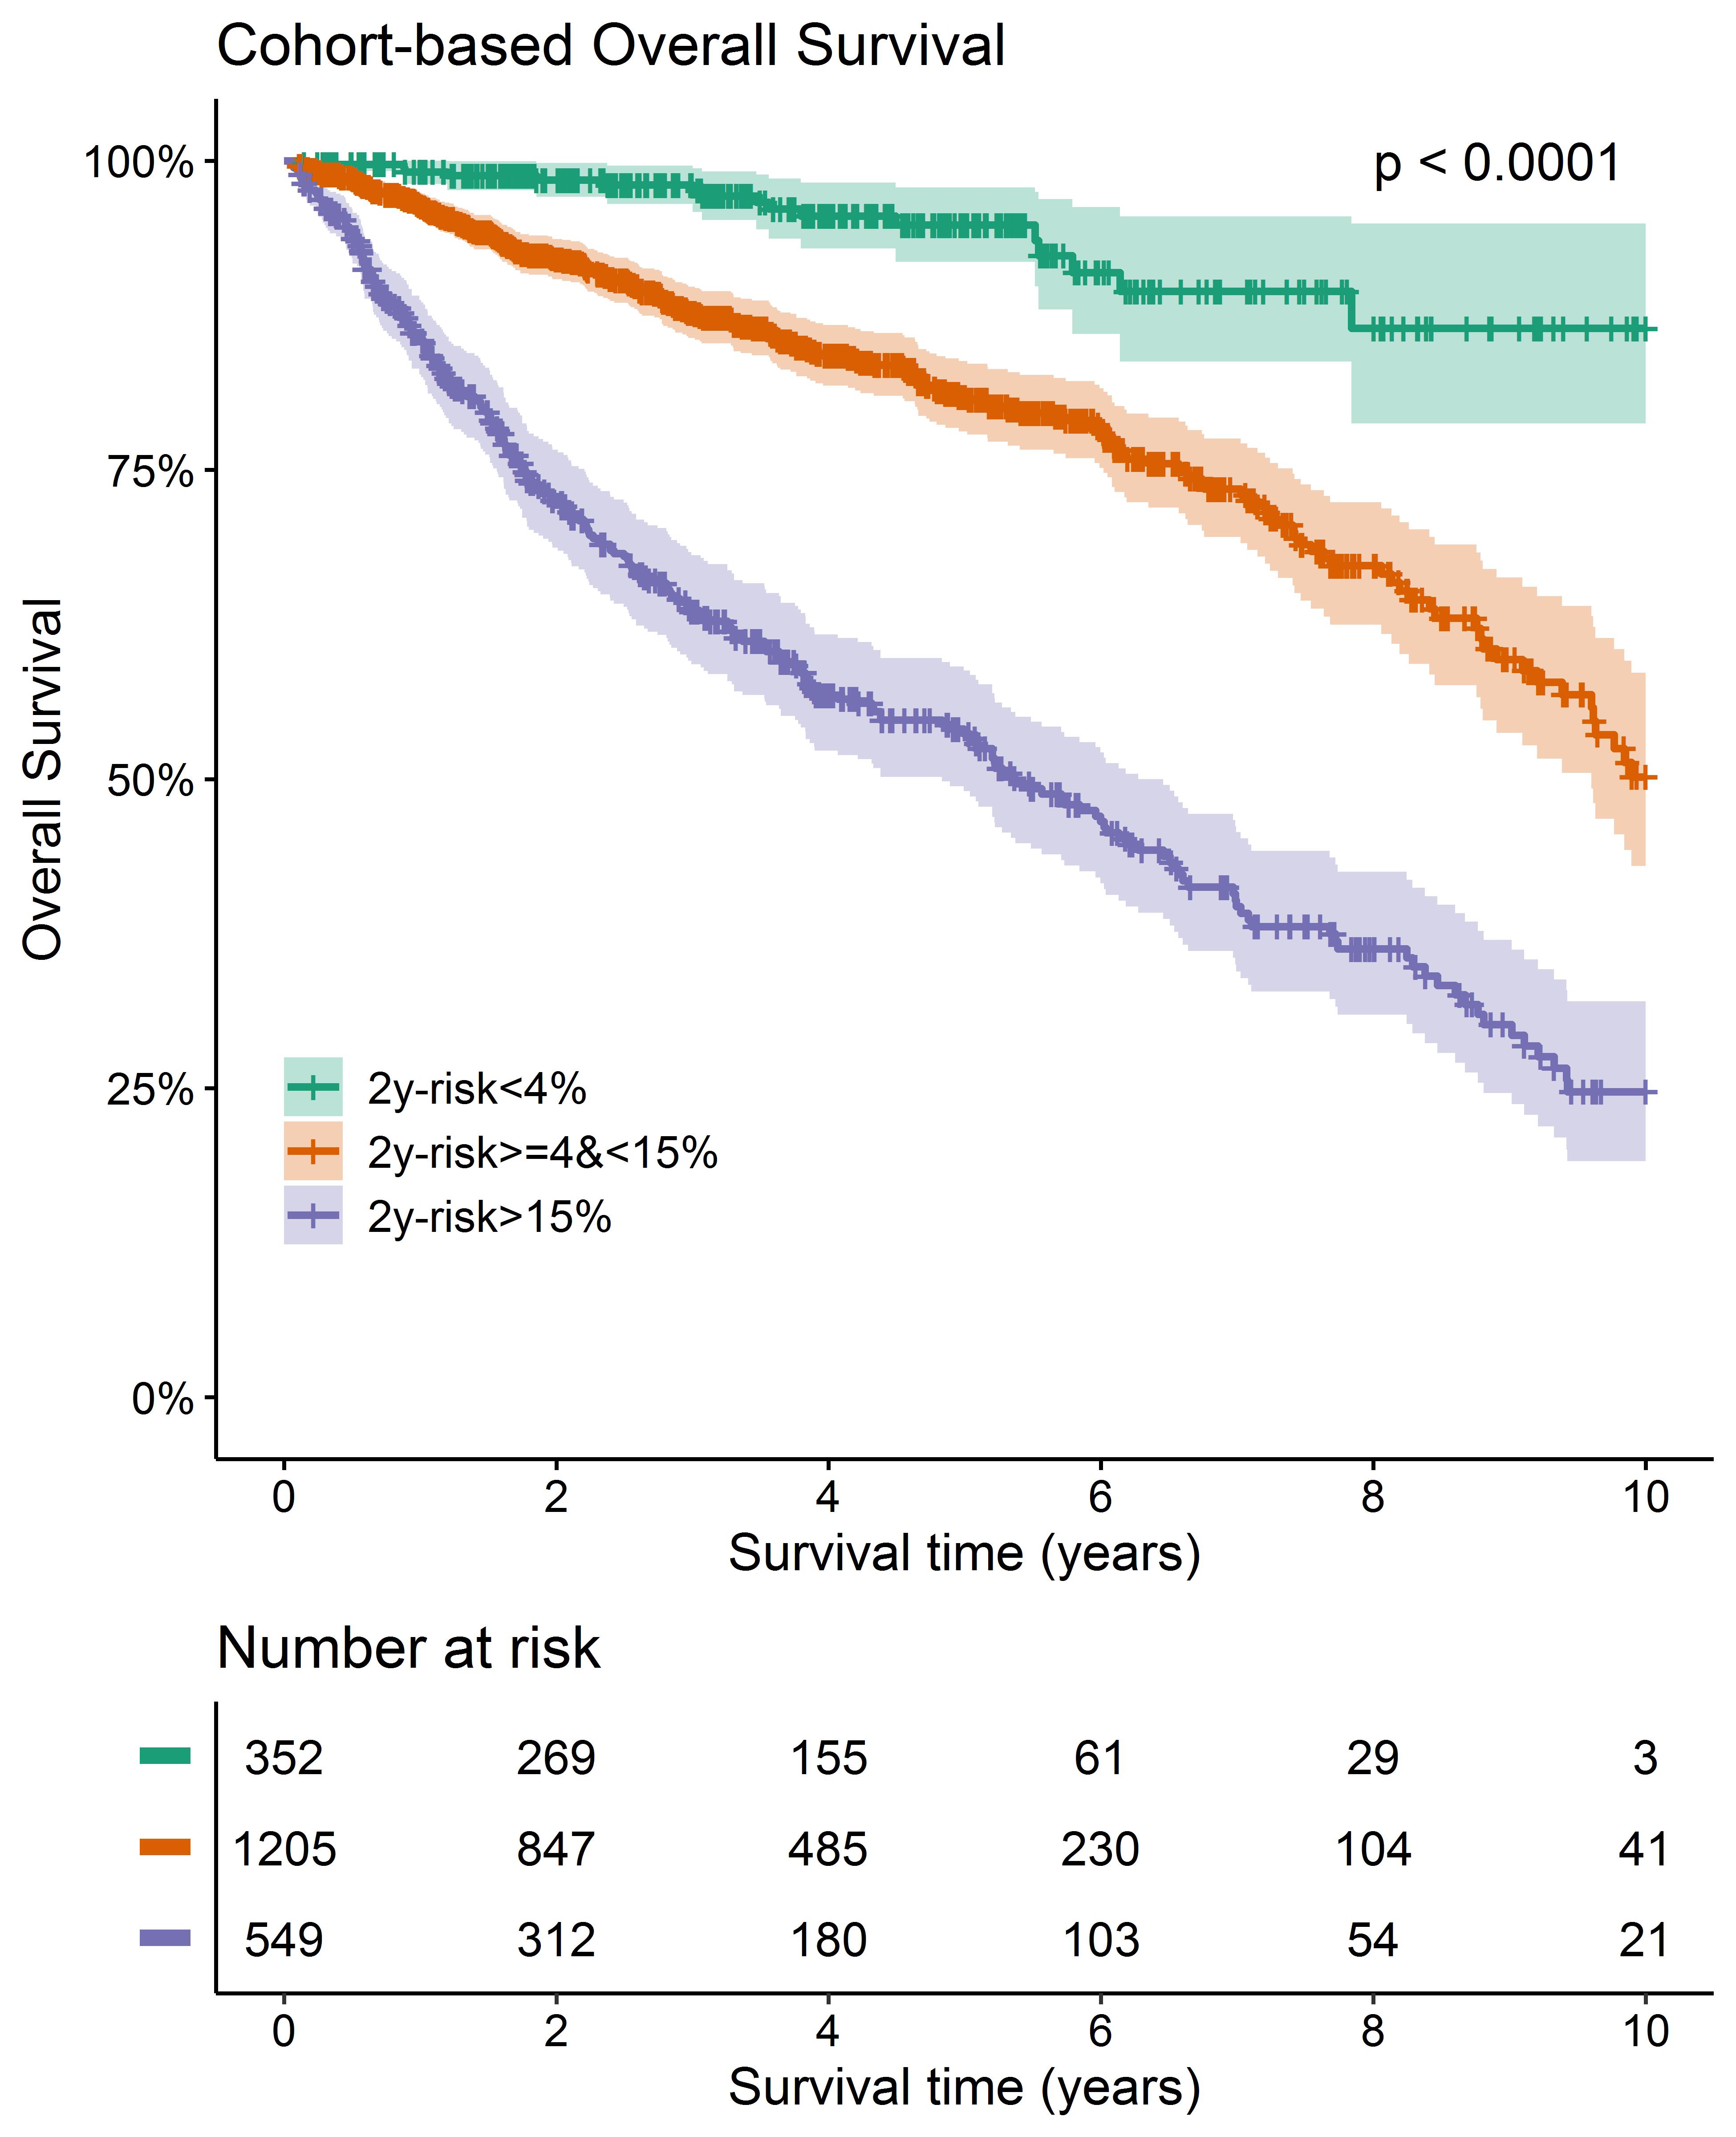 Cohort-based Overall Survival
100%
p < 0.0001
75%
50%
25%
0%
Overall Survival
2y-risk<4%
2y-risk>=4&<15%
2y-risk>15%
0 2 4 6 8 10
Survival time (years)
Number at risk
352 269 155 61 29 3
1205 847 485 230 104 41
549 312 180 103 54 21
0 2 4 6 8 10
Survival time (years)